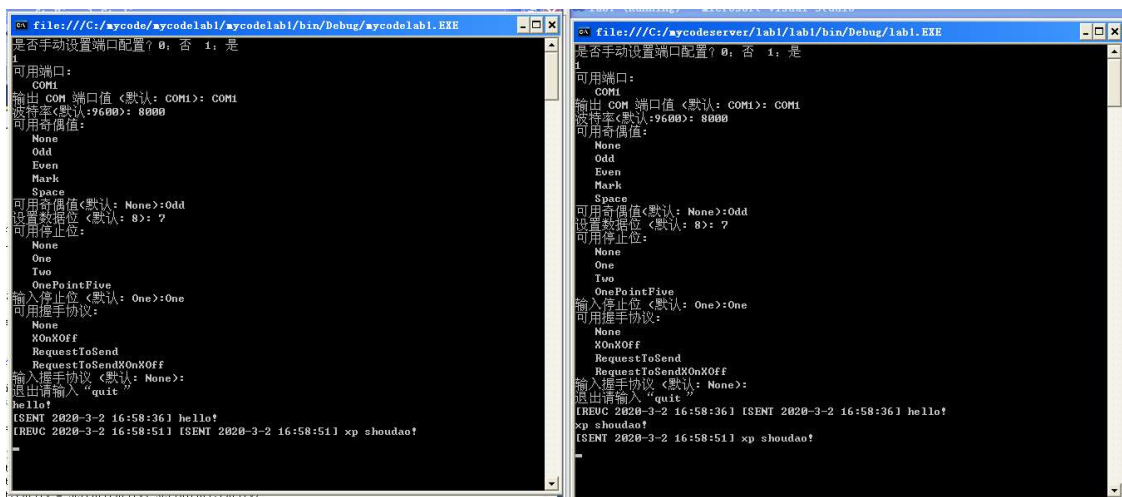 file:///C:/mycode/mycodelab1/mycodelab1/bin/Debug/mycodelab1.EXE
是否手动设置端口配置? 0: 否 1: 是
1
可用端口:
COM1
输出 COM 端口值 (默认: COM1): COM1
波特率(默认:9600): 8000
可用奇偶值:
None
Odd
Even
Mark
Space
可用奇偶值(默认: None):Odd
设置数据位 (默认: 8): 7
可用停止位:
None
One
Two
OnePointFive
输入停止位 (默认: One):One
可用握手协议:
None
XOnXOff
RequestToSend
RequestToSendXOnXOff
输入握手协议 (默认: None):
退出请输入“quit ”
hello!
[SENT 2020-3-2 16:58:36] hello!
[REVC 2020-3-2 16:58:51] [SENT 2020-3-2 16:58:51] xp shoudao!
file:///C:/mycodeserver/lab1/lab1/bin/Debug/lab1.EXE
是否手动设置端口配置? 0: 否 1: 是
1
可用端口:
COM1
输出 COM 端口值 (默认: COM1): COM1
波特率(默认:9600): 8000
可用奇偶值:
None
Odd
Even
Mark
Space
可用奇偶值(默认: None):Odd
设置数据位 (默认: 8): 7
可用停止位:
None
One
Two
OnePointFive
输入停止位 (默认: One):One
可用握手协议:
None
XOnXOff
RequestToSend
RequestToSendXOnXOff
输入握手协议 (默认: None):
退出请输入“quit ”
[REVC 2020-3-2 16:58:36] [SENT 2020-3-2 16:58:36] hello!
xp shoudao!
[SENT 2020-3-2 16:58:51] xp shoudao!